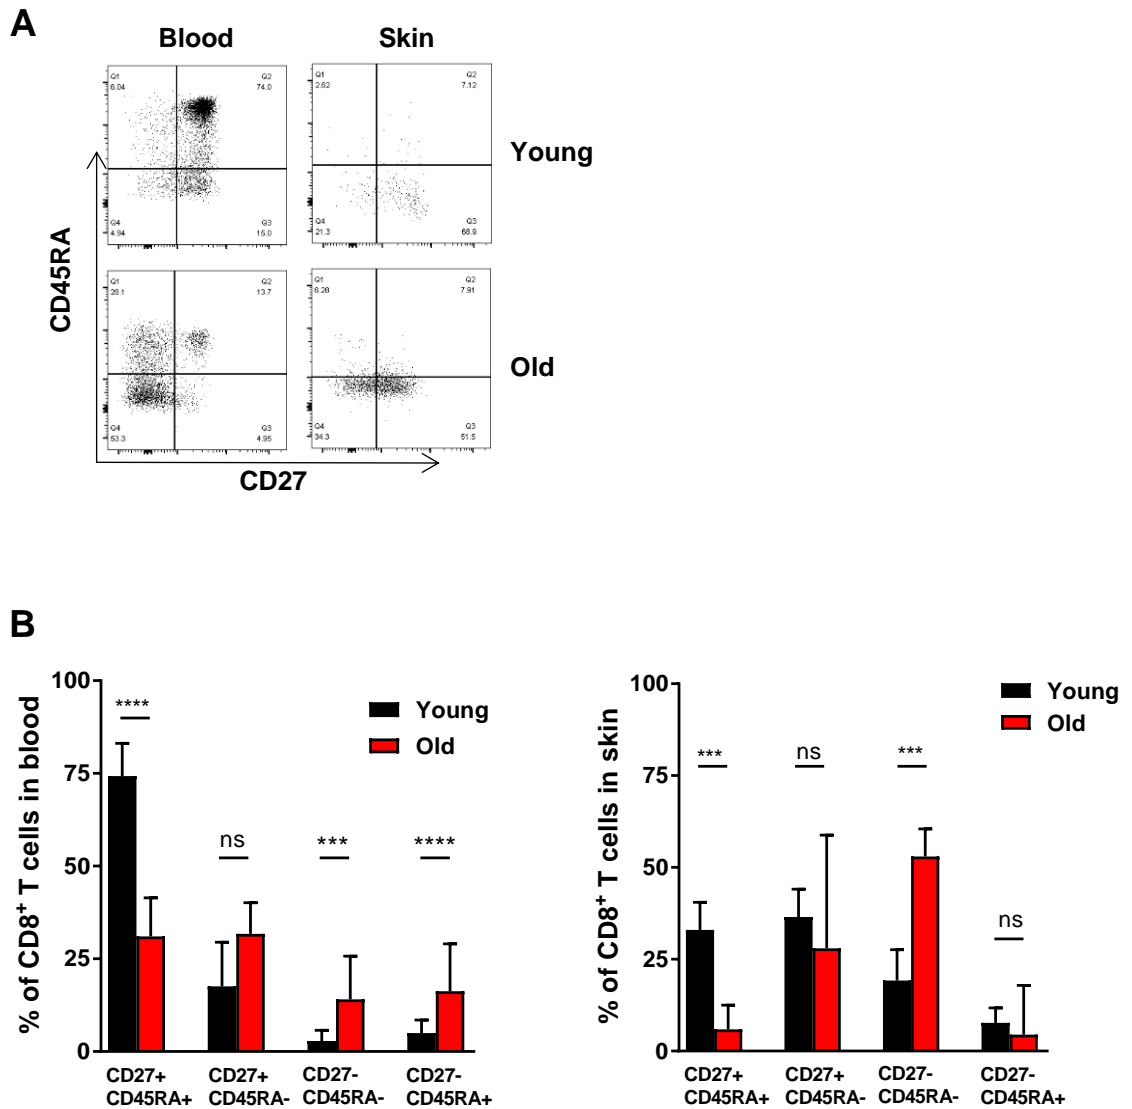 A
Blood
Skin
Q1
6.04
Q2
74.0
Q4
4.94
Q3
15.0
Q1
2.62
Q2
7.12
Q4
21.3
Q3
68.9
Young
Q1
28.1
Q2
13.7
Q4
53.3
Q3
4.95
Q1
6.28
Q2
7.91
Q4
34.3
Q3
51.5
Old
CD45RA
CD27
B
% of CD8⁺ T cells in blood
100
75
50
25
0
****
ns
***
****
Young
Old
CD27+
CD45RA+
CD27+
CD45RA-
CD27-
CD45RA-
CD27-
CD45RA+
% of CD8⁺ T cells in skin
100
75
50
25
0
***
ns
***
ns
Young
Old
CD27+
CD45RA+
CD27+
CD45RA-
CD27-
CD45RA-
CD27-
CD45RA+